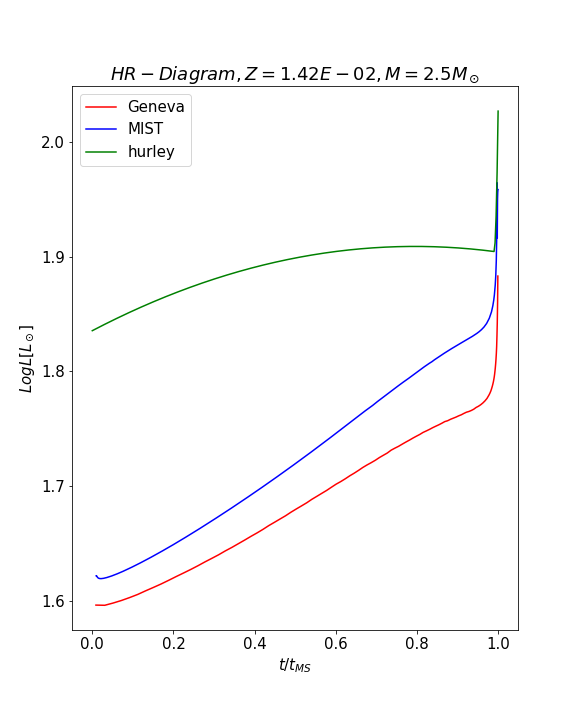 HR − Diagram, Z = 1.42E − 02, M = 2.5M⊙
Geneva
MIST
hurley
2.0
1.9
1.8
1.7
1.6
LogL[L⊙]
0.0 0.2 0.4 0.6 0.8 1.0
t/tMS